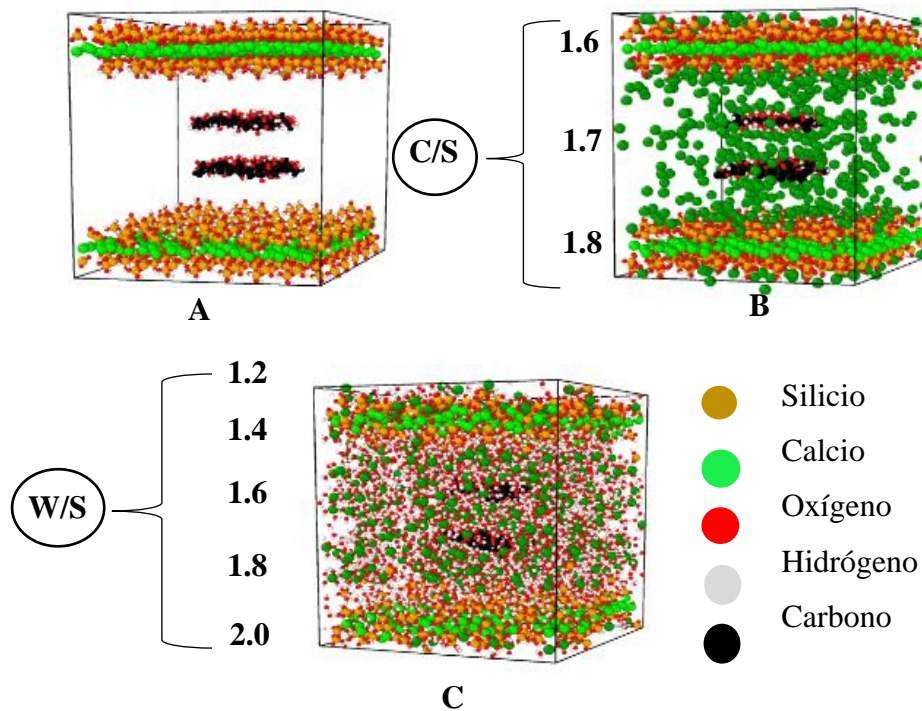 A
C/S
1.6
1.7
1.8
B
W/S
1.2
1.4
1.6
1.8
2.0
C
Silicio
Calcio
Oxígeno
Hidrógeno
Carbono